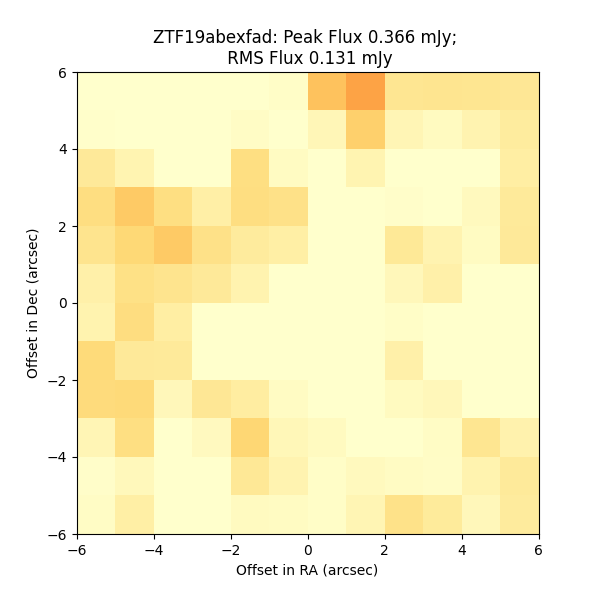 ZTF19abexfad: Peak Flux 0.366 mJy;
RMS Flux 0.131 mJy
6
4
2
0
−2
−4
−6
Offset in Dec (arcsec)
−6 −4 −2 0 2 4 6
Offset in RA (arcsec)